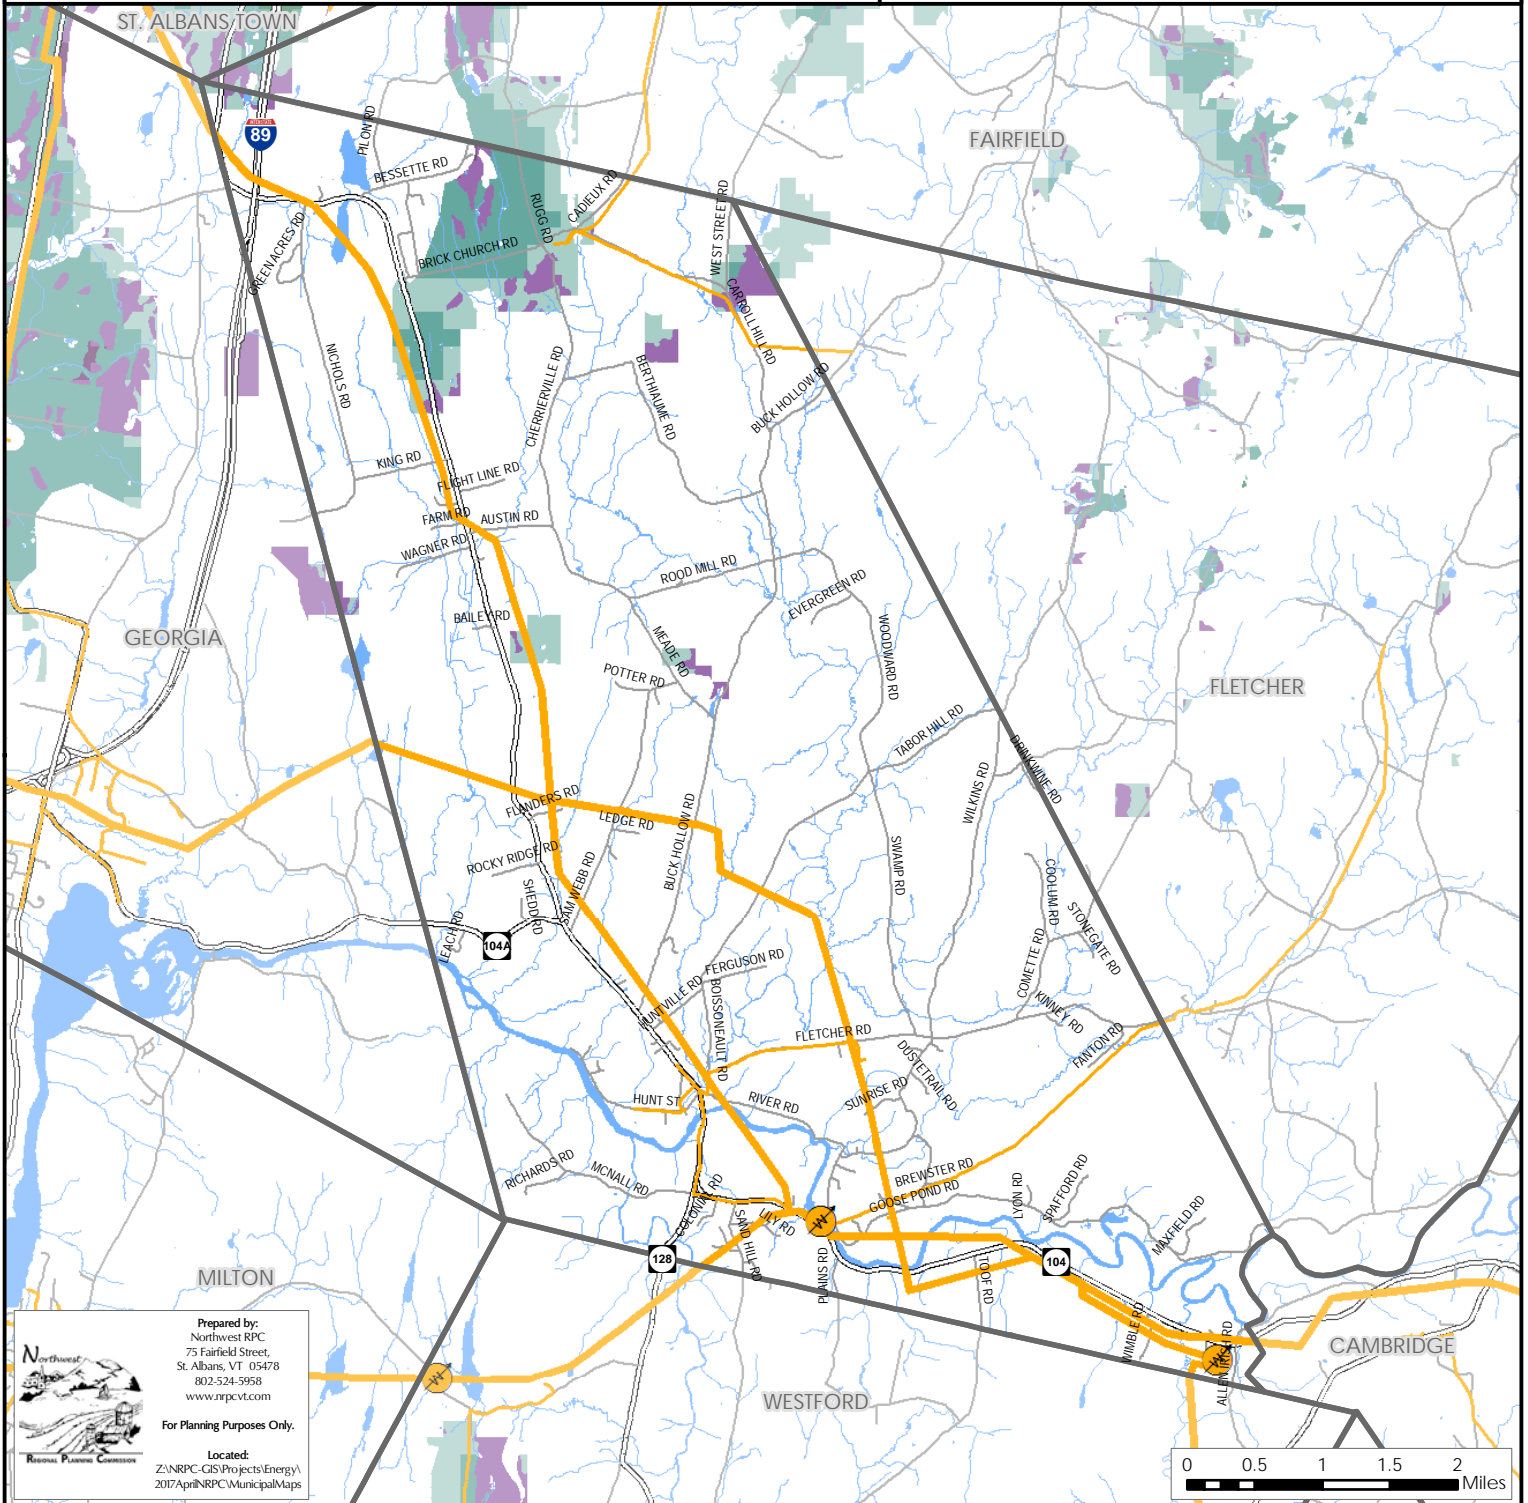 ST. ALBANS TOWN
89
FAIRFIELD
PILON RD
BESSETTE RD
RUGG RD
CADIEUX RD
WEST STREET RD
GREENACRES RD
BRICK CHURCH RD
CARROLL HILL RD
NICHOLS RD
CHERRIERVILLE RD
BERTHIAUME RD
BUCK HOLLOW RD
KING RD
FLIGHT LINE RD
FARM RD
AUSTIN RD
WAGNER RD
ROOD MILL RD
EVERGREEN RD
BAILEY RD
GEORGIA
MEADE RD
WOODWARD RD
POTTER RD
FLETCHER
TABOR HILL RD
DRINKWINE RD
WILKINS RD
FLANDERS RD
LEDGE RD
BUCK HOLLOW RD
ROCKY RIDGE RD
SHEDD RD
SAM WEBB RD
SWAMP RD
COOLUM RD
STONEGATE RD
LEACH RD
104A
COMETTE RD
FERGUSON RD
HUNTVILLE RD
BOISSONEAULT RD
KINNEY RD
FLETCHER RD
FANTON RD
DUSTETRAIL RD
SUNRISE RD
HUNT ST
RIVER RD
RICHARDS RD
MCNALL RD
BREWSTER RD
GOOSE POND RD
LYON RD
SPAFFORD RD
COLONIAL RD
SAND HILL RD
LILY RD
MAXFIELD RD
128
PLAINS RD
TOOF RD
104
MILTON
WIMBLE RD
ALLEN IRISH RD
CAMBRIDGE
WESTFORD
Northwest
REGIONAL PLANNING COMMISSION
Prepared by:
Northwest RPC
75 Fairfield Street,
St. Albans, VT 05478
802-524-5958
www.nrpcvt.com
For Planning Purposes Only.
Located:
Z:\NRPC-GIS\Projects\Energy\
2017AprilNRPC\MunicipalMaps
0 0.5 1 1.5 2
Miles